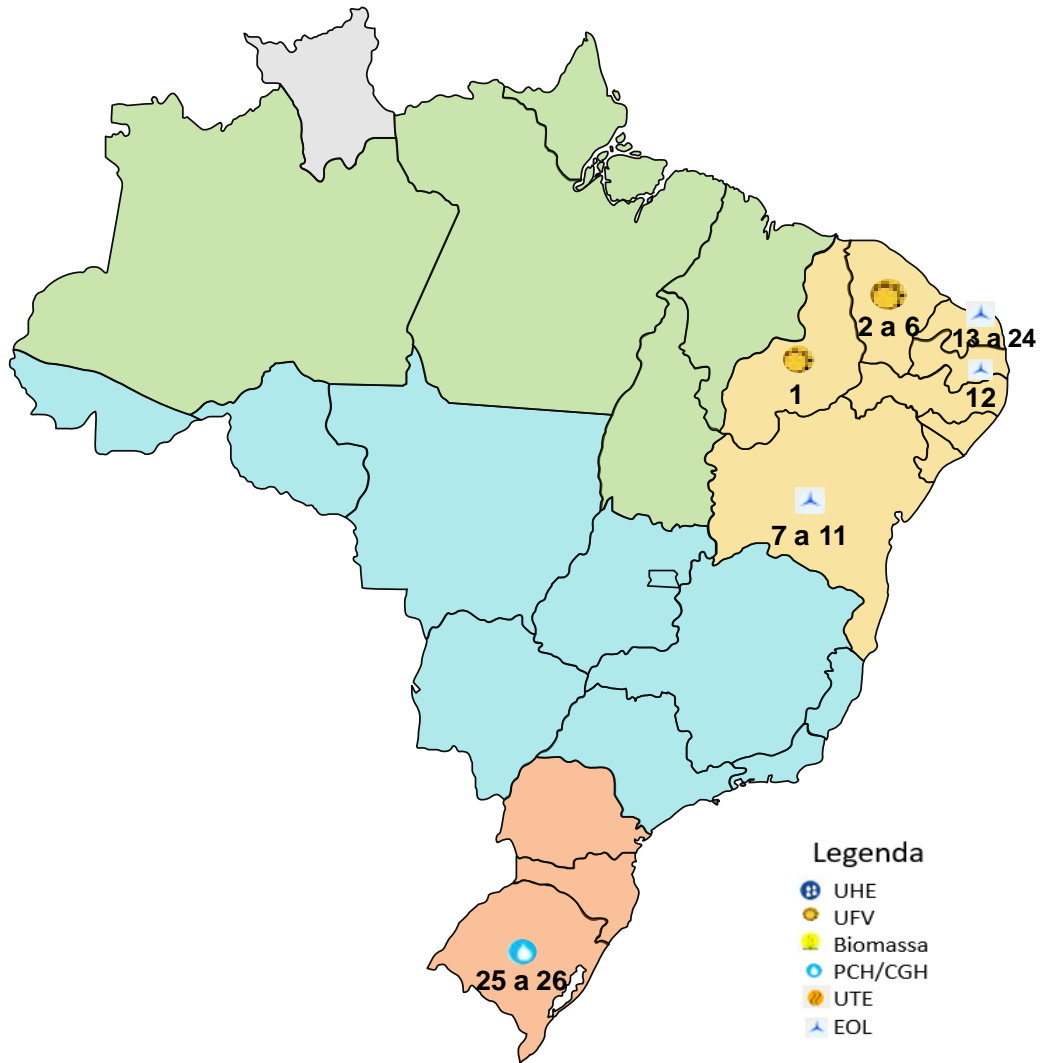 2 a 6
13 a 24
1
12
7 a 11
Legenda
UHE
UFV
Biomassa
PCH/CGH
UTE
EOL
25 a 26